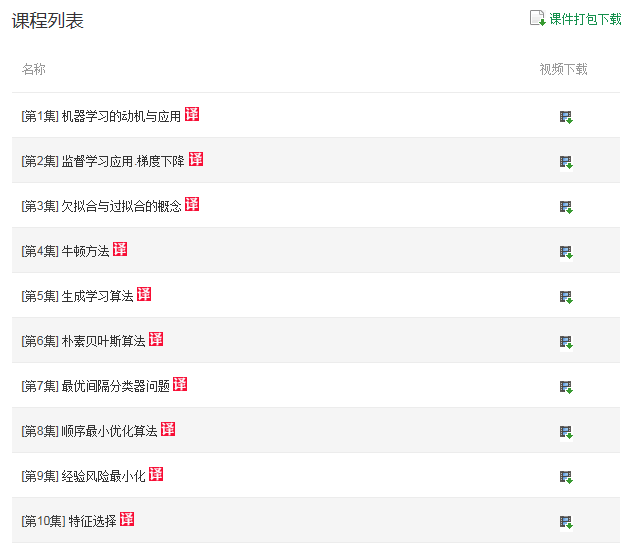 课程列表 课件打包下载
名称 视频下载
[第1集] 机器学习的动机与应用 译
[第2集] 监督学习应用.梯度下降 译
[第3集] 欠拟合与过拟合的概念 译
[第4集] 牛顿方法 译
[第5集] 生成学习算法 译
[第6集] 朴素贝叶斯算法 译
[第7集] 最优间隔分类器问题 译
[第8集] 顺序最小优化算法 译
[第9集] 经验风险最小化 译
[第10集] 特征选择 译